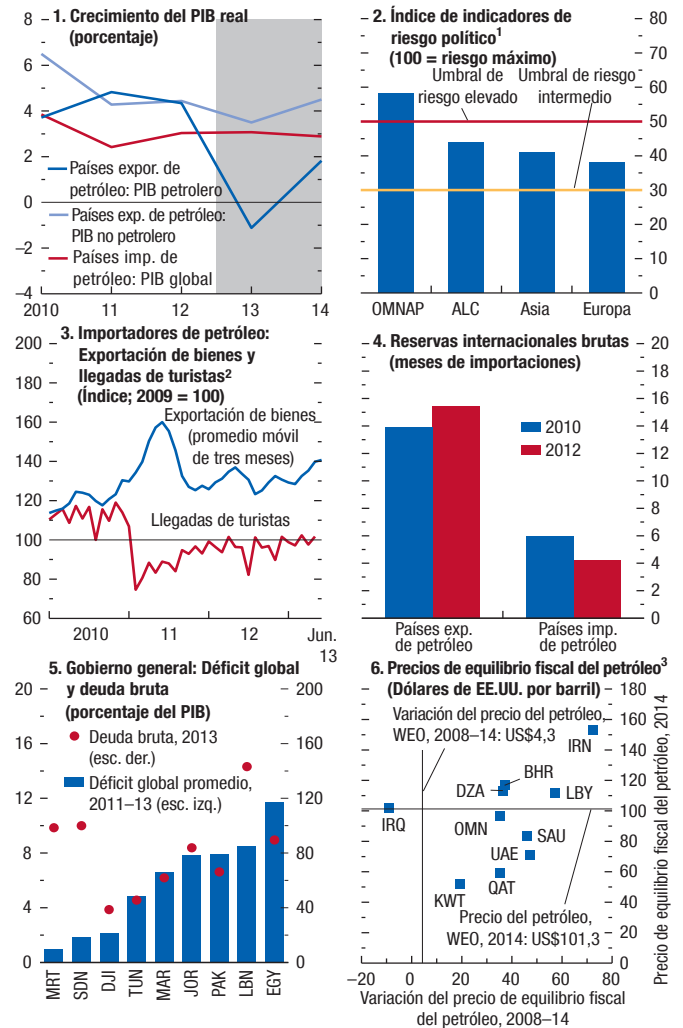 1. Crecimiento del PIB real
(porcentaje)
8
6
4
2
0
–2
–4
Países expor. de
petróleo: PIB petrolero
Países exp. de petróleo:
PIB no petrolero
Países imp. de
petróleo: PIB global
2010 11 12 13 14
2. Índice de indicadores de
riesgo político1
(100 = riesgo máximo)
Umbral de
riesgo elevado
Umbral de riesgo
intermedio
80
70
60
50
40
30
20
10
0
OMNAP ALC Asia Europa
3. Importadores de petróleo:
Exportación de bienes y
llegadas de turistas2
(Índice; 2009 = 100)
200
180
160
140
120
100
80
60
Exportación de bienes
(promedio móvil
de tres meses)
Llegadas de turistas
2010 11 12 Jun.
13
4. Reservas internacionales brutas
(meses de importaciones)
20
18
16
14
12
10
8
6
4
2
0
2010
2012
Países exp.
de petróleo
Países imp.
de petróleo
5. Gobierno general: Déficit global
y deuda bruta
(porcentaje del PIB)
20
16
12
8
4
0
200
160
120
80
40
0
Deuda bruta, 2013
(esc. der.)
Déficit global promedio,
2011–13 (esc. izq.)
MRT SDN DJI TUN MAR JOR PAK LBN EGY
6. Precios de equilibrio fiscal del petróleo3
(Dólares de EE.UU. por barril)
180
160
140
120
100
80
60
40
20
0
Variación del precio del petróleo,
WEO, 2008–14: US$4,3
IRN
BHR
DZA
LBY
IRQ
OMN
SAU
UAE
QAT
KWT
Precio del petróleo,
WEO, 2014: US$101,3
Precio de equilibrio fiscal del petróleo, 2014
–20 0 20 40 60 80
Variación del precio de equilibrio fiscal
del petróleo, 2008–14